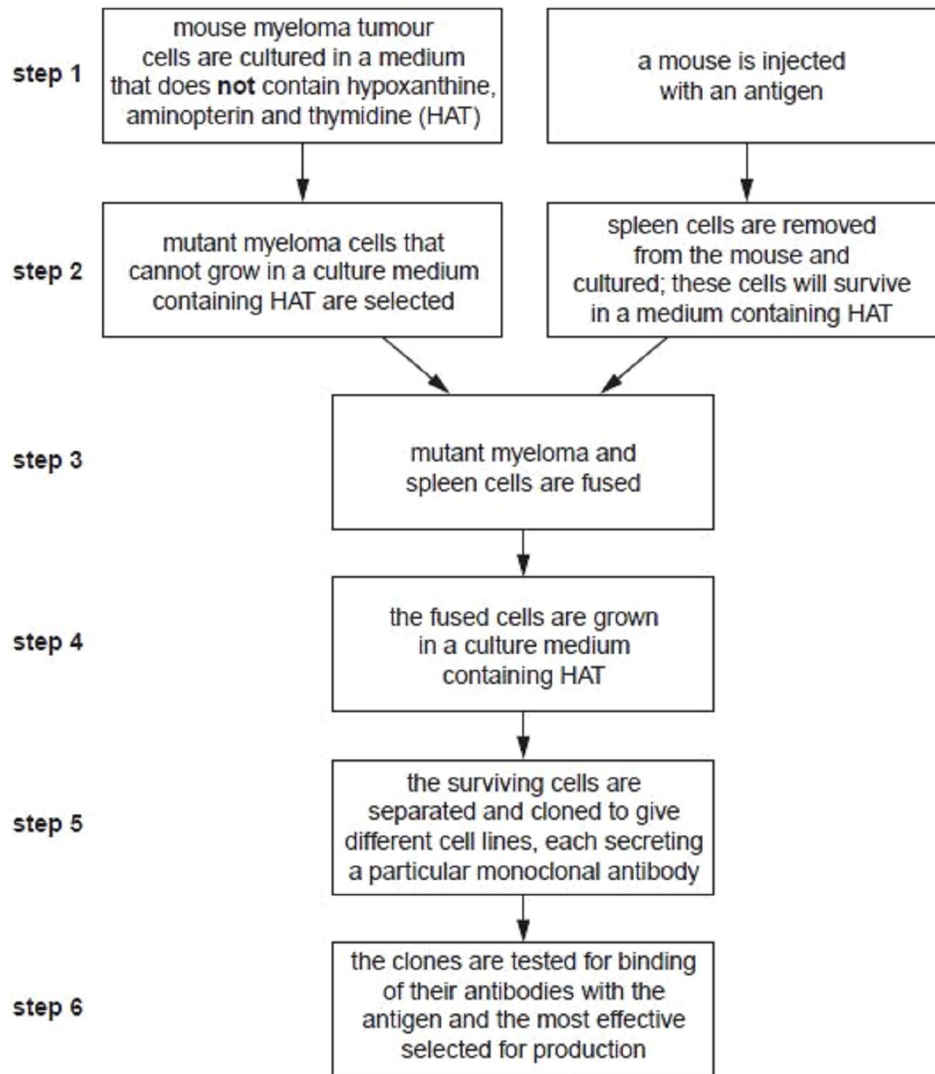 step 1
mouse myeloma tumour
cells are cultured in a medium
that does not contain hypoxanthine,
aminopterin and thymidine (HAT)
a mouse is injected
with an antigen
step 2
mutant myeloma cells that
cannot grow in a culture medium
containing HAT are selected
spleen cells are removed
from the mouse and
cultured; these cells will survive
in a medium containing HAT
step 3
mutant myeloma and
spleen cells are fused
step 4
the fused cells are grown
in a culture medium
containing HAT
step 5
the surviving cells are
separated and cloned to give
different cell lines, each secreting
a particular monoclonal antibody
step 6
the clones are tested for binding
of their antibodies with the
antigen and the most effective
selected for production